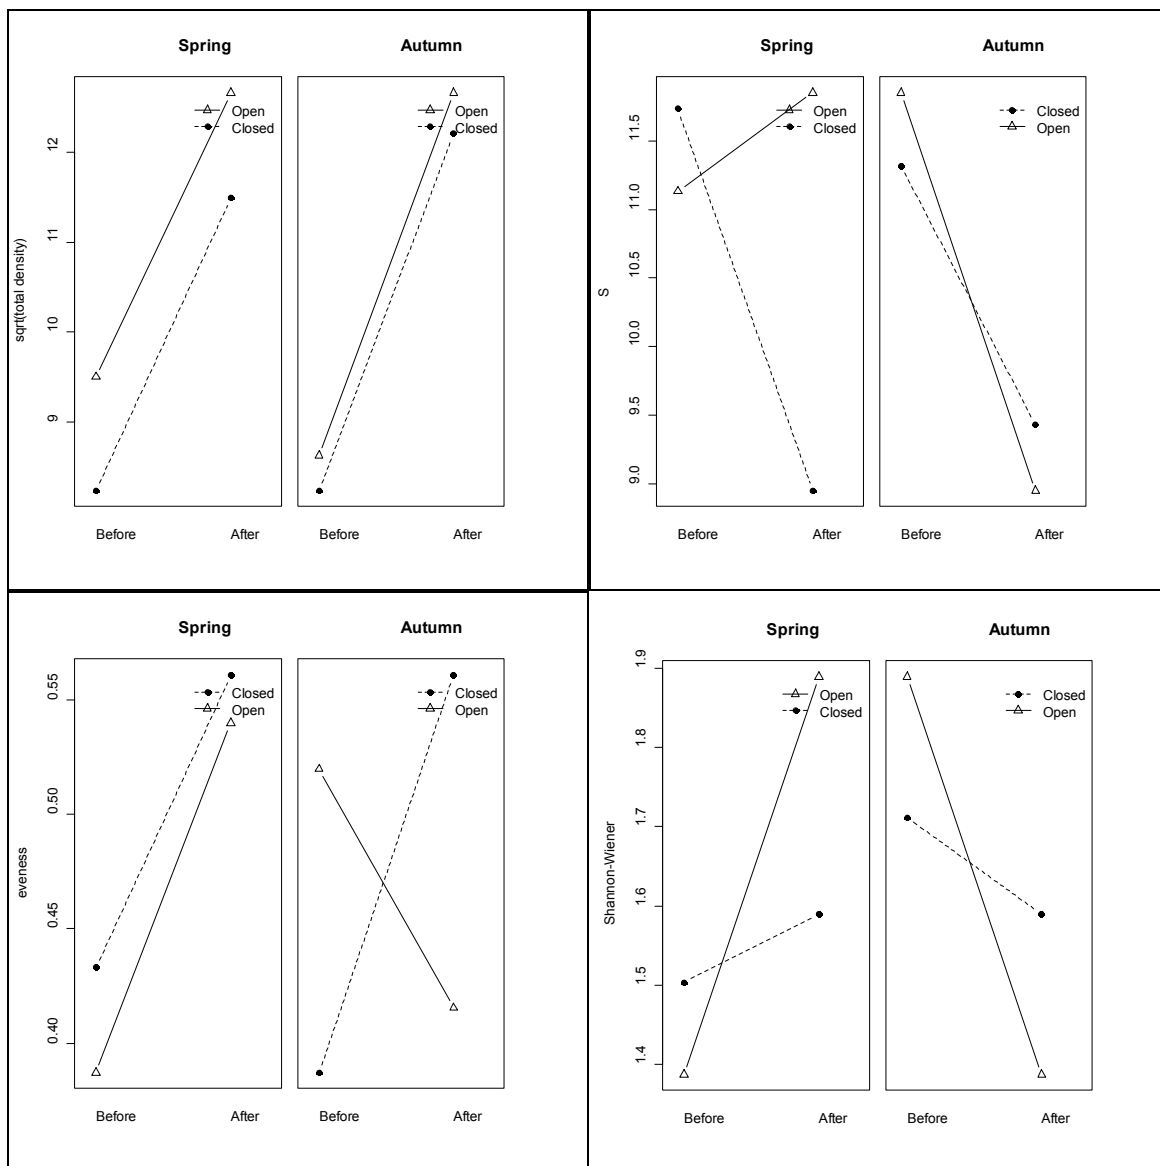 Spring
Autumn
sqrt(total density)
12
11
10
9
Open
Closed
Open
Closed
Before
After
Before
After
Spring
Autumn
S
11.5
11.0
10.5
10.0
9.5
9.0
Open
Closed
Closed
Open
Before
After
Before
After
Spring
Autumn
eveness
0.55
0.50
0.45
0.40
Closed
Open
Closed
Open
Before
After
Before
After
Spring
Autumn
Shannon-Wiener
1.9
1.8
1.7
1.6
1.5
1.4
Open
Closed
Closed
Open
Before
After
Before
After